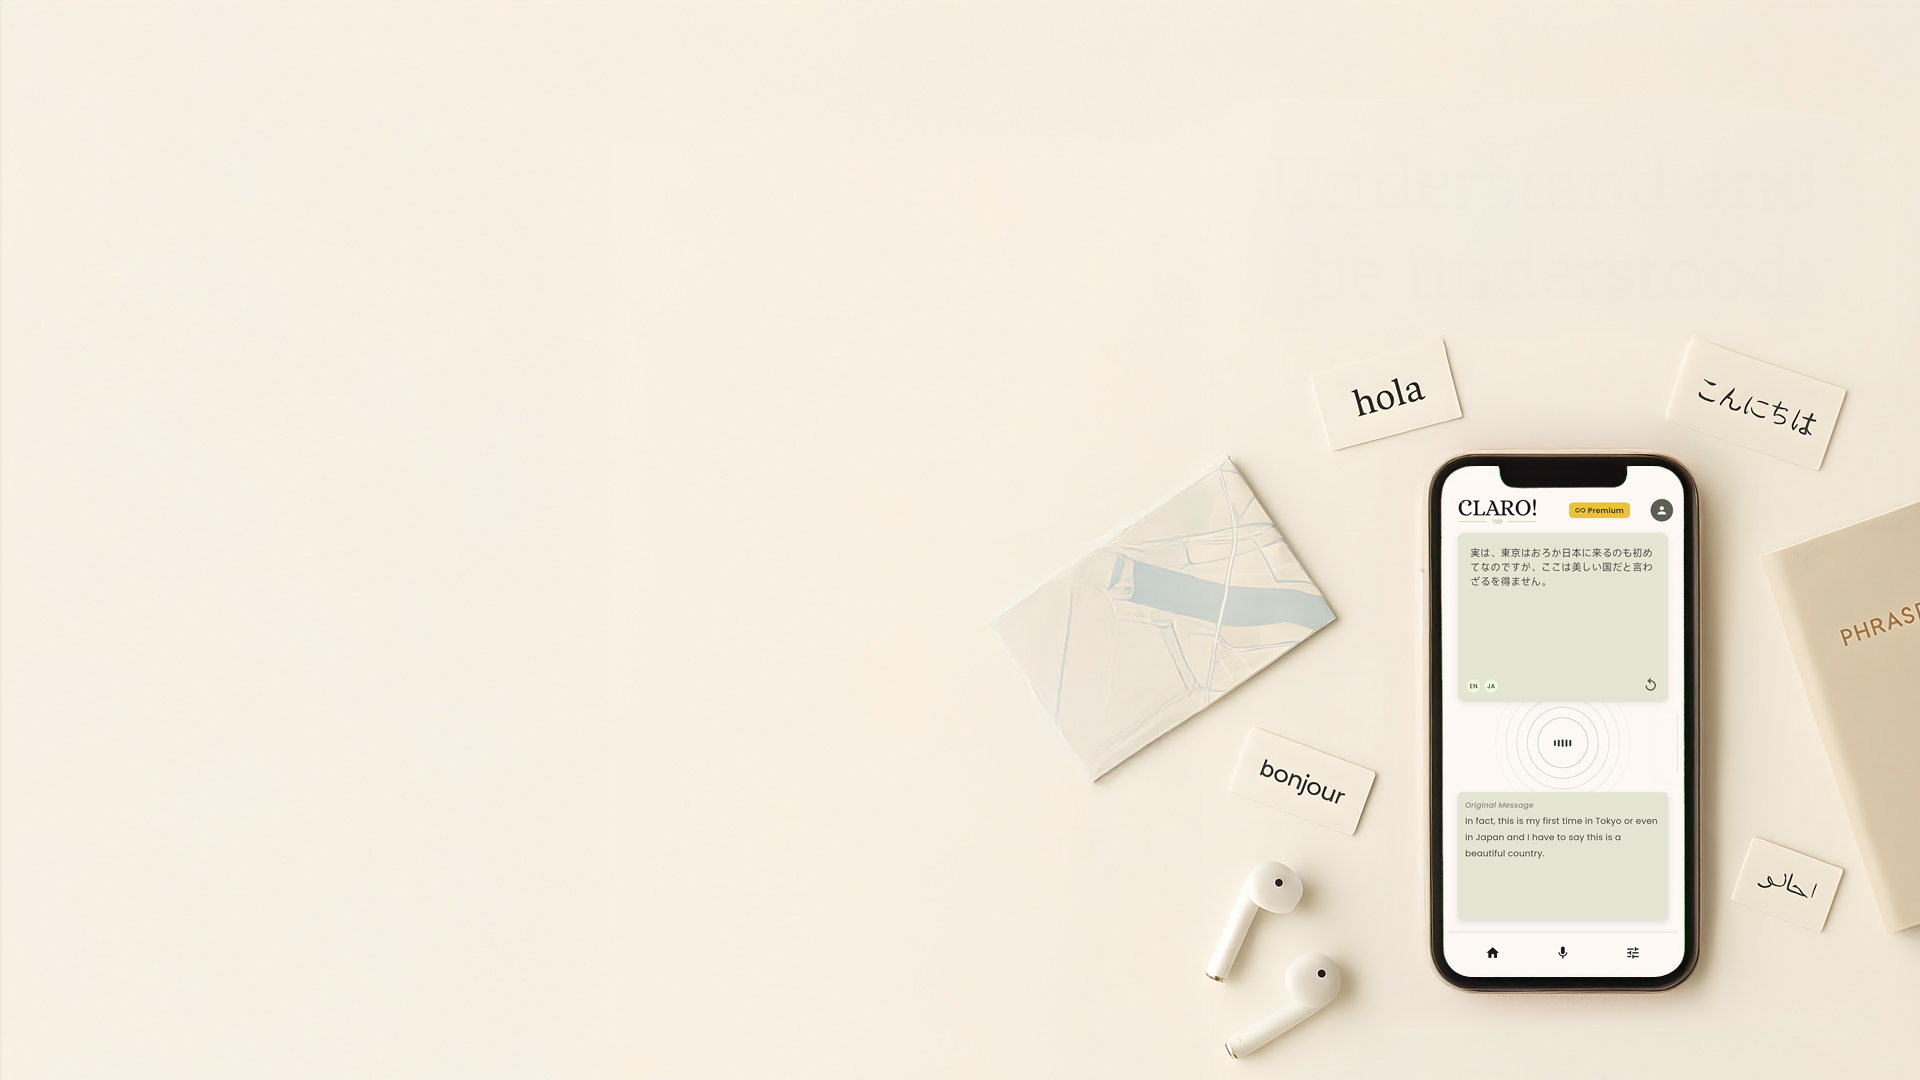 Understand and
hola
こんにちは
CLARO!
Premium
実は、東京はおろか日本に来るのも初め
てなのですが、ここは美しい国だと言わ
ざるを得ません。
EN JA
PHRASE
bonjour
Original Message
In fact, this is my first time in Tokyo or even
in Japan and I have to say this is a
beautiful country.